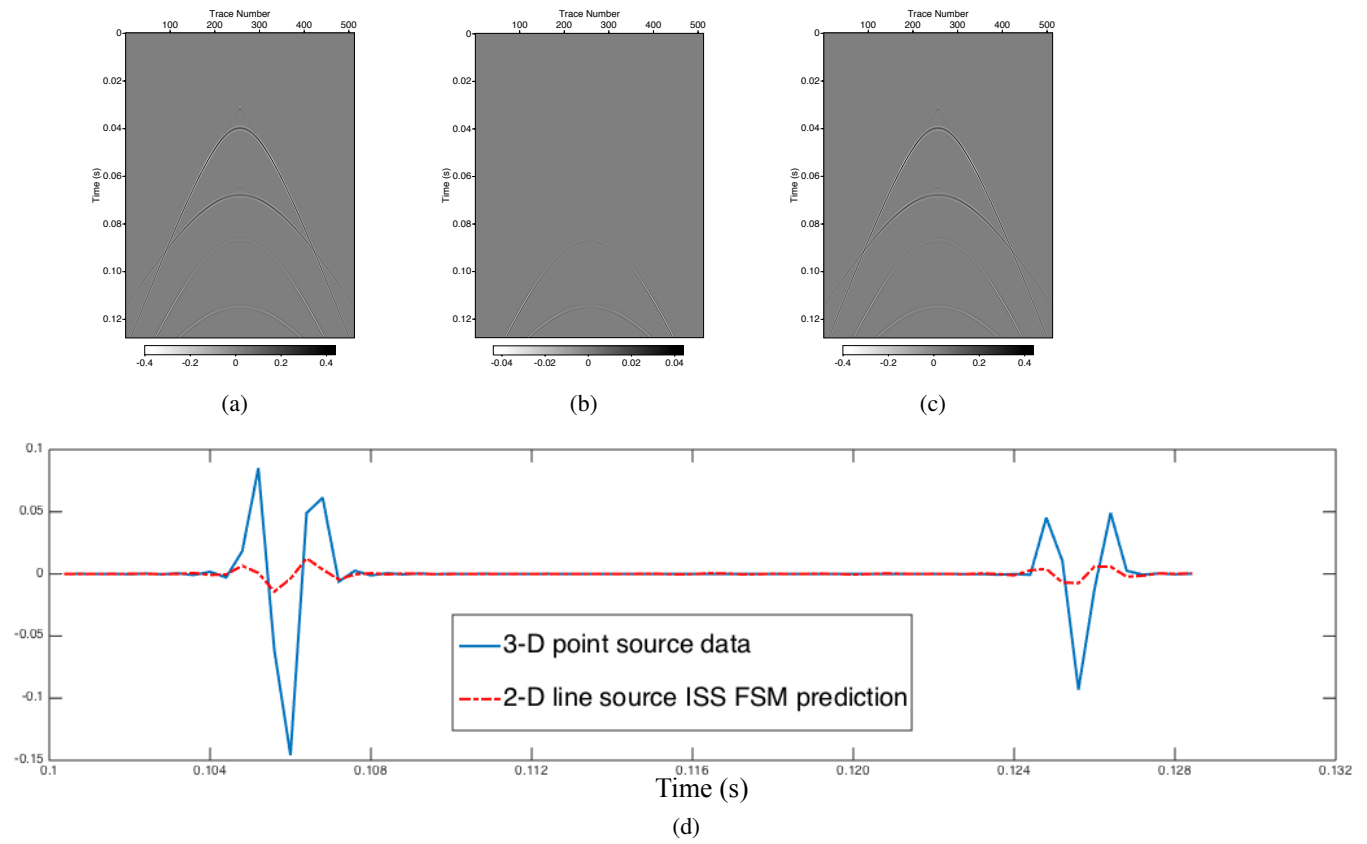 Trace Number
100 200 300 400 500
0
0.02
0.04
0.06
0.08
0.10
0.12
Time (s)
-0.4 -0.2 0 0.2 0.4
(a)
Trace Number
100 200 300 400 500
0
0.02
0.04
0.06
0.08
0.10
0.12
Time (s)
-0.04 -0.02 0 0.02 0.04
(b)
Trace Number
100 200 300 400 500
0
0.02
0.04
0.06
0.08
0.10
0.12
Time (s)
-0.4 -0.2 0 0.2 0.4
(c)
0.1
0.05
0
-0.05
-0.1
-0.15
3-D point source data
2-D line source ISS FSM prediction
0.1 0.104 0.108 0.112 0.116 0.120 0.124 0.128 0.132
Time (s)
(d)